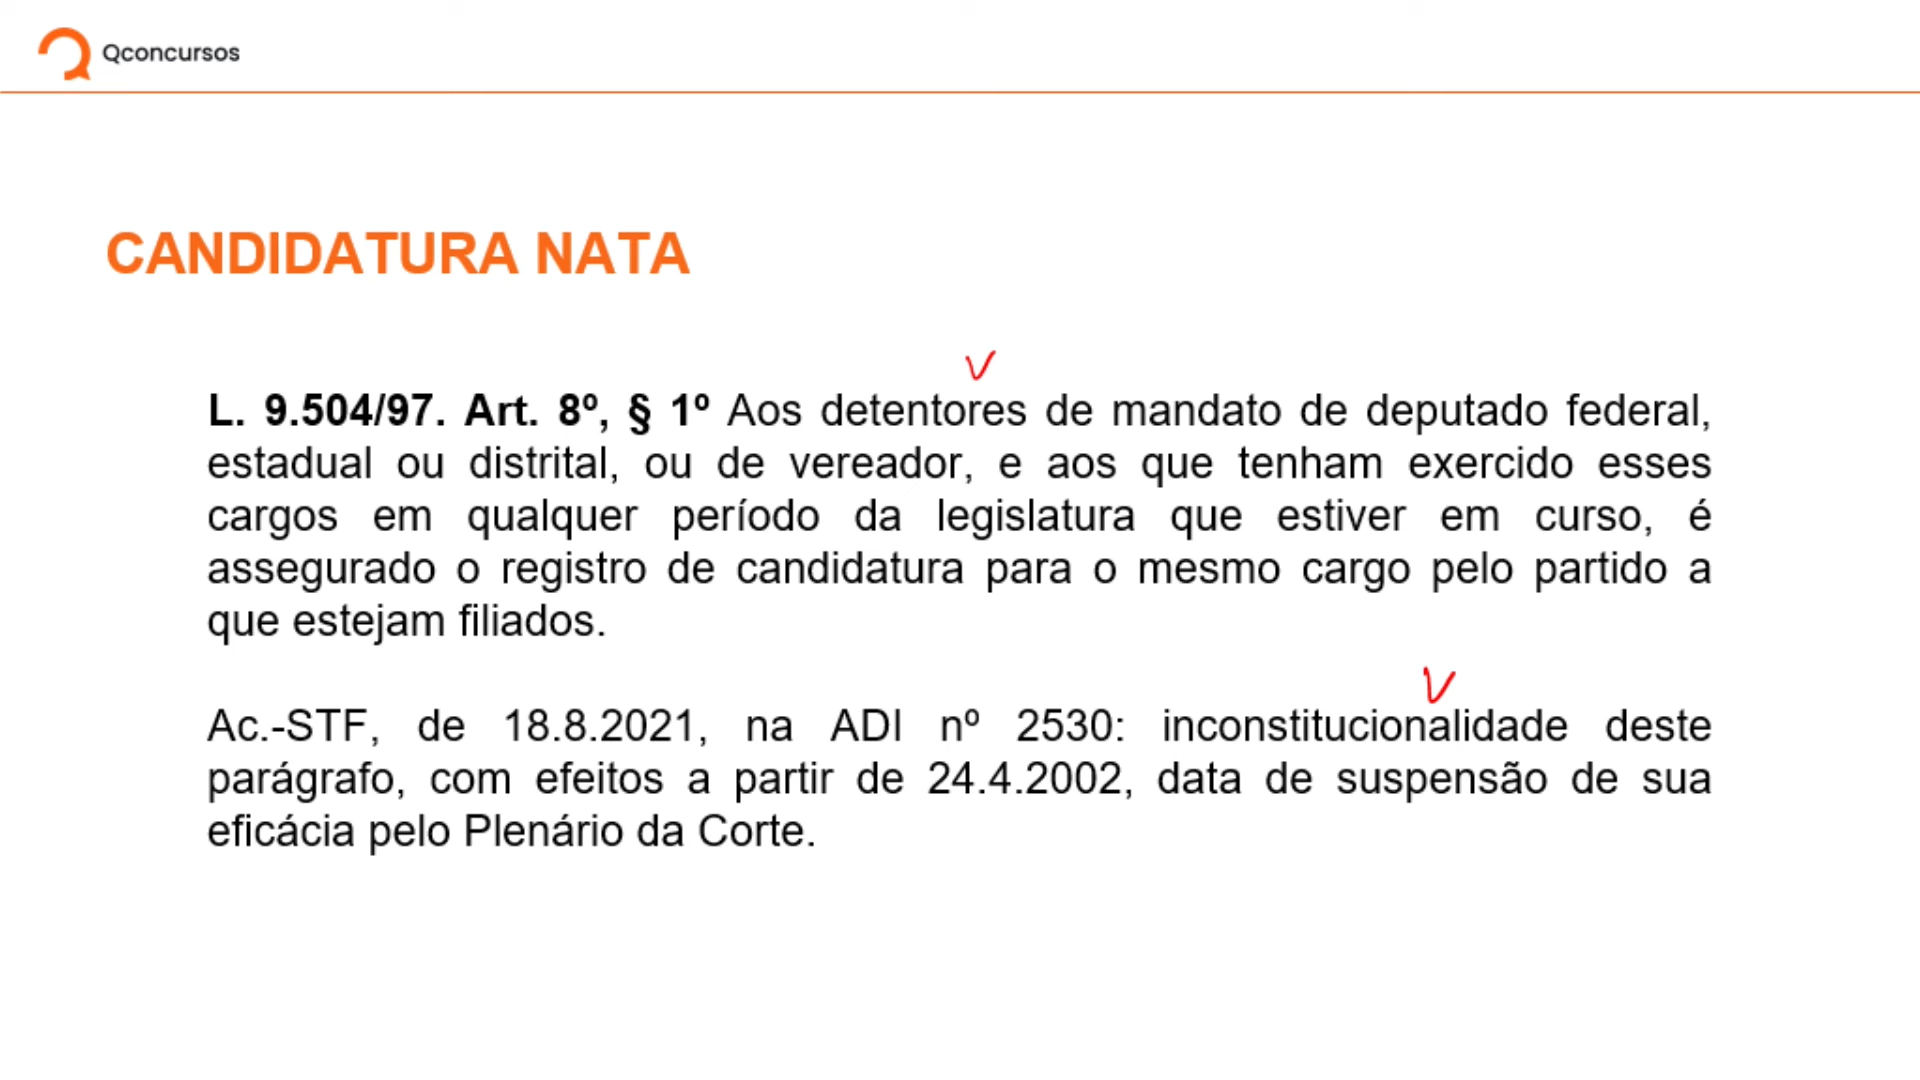 Qconcursos
CANDIDATURA NATA
L. 9.504/97. Art. 8º, § 1º Aos detentores de mandato de deputado federal,
estadual ou distrital, ou de vereador, e aos que tenham exercido esses
cargos em qualquer período da legislatura que estiver em curso, é
assegurado o registro de candidatura para o mesmo cargo pelo partido a
que estejam filiados.
Ac.-STF, de 18.8.2021, na ADI nº 2530: inconstitucionalidade deste
parágrafo, com efeitos a partir de 24.4.2002, data de suspensão de sua
eficácia pelo Plenário da Corte.